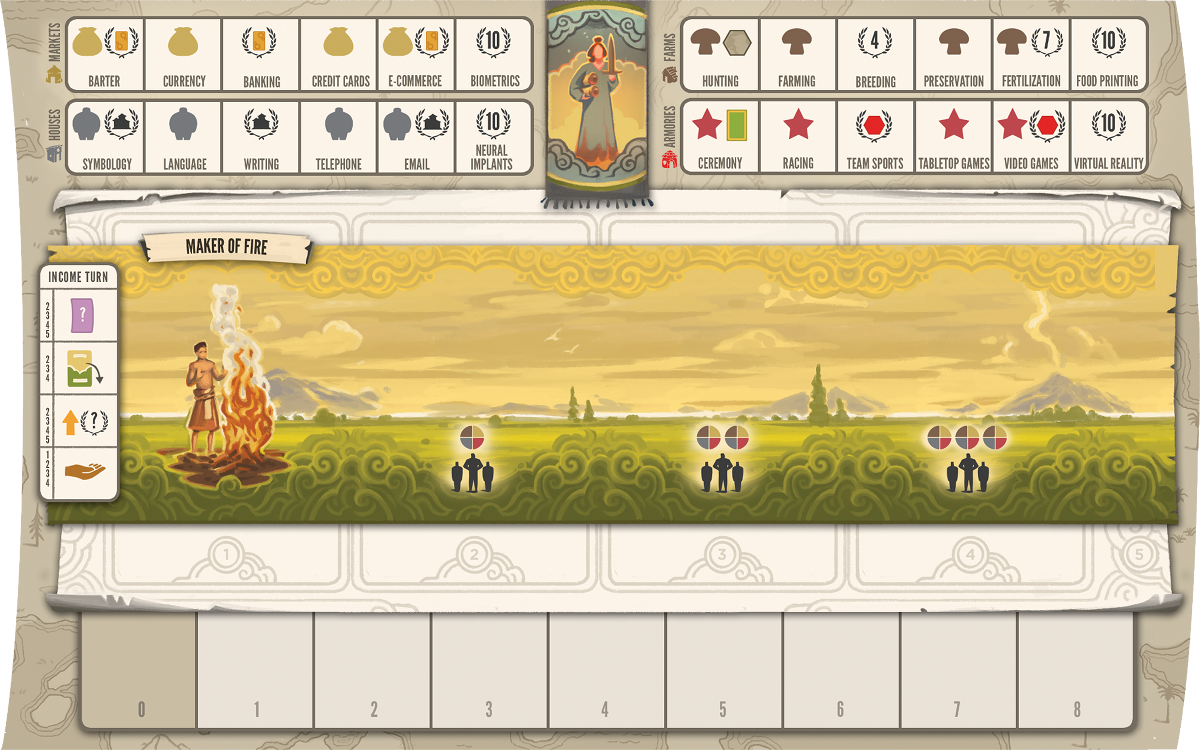 MARKETS
10
BARTER CURRENCY BANKING CREDIT CARDS E-COMMERCE BIOMETRICS
HOUSES
10
SYMBOLOGY LANGUAGE WRITING TELEPHONE EMAIL NEURAL
IMPLANTS
FARMS
4 7 10
HUNTING FARMING BREEDING PRESERVATION FERTILIZATION FOOD PRINTING
ARMORIES
10
CEREMONY RACING TEAM SPORTS TABLETOP GAMES VIDEO GAMES VIRTUAL REALITY
MAKER OF FIRE
INCOME TURN
2
3
4
5
?
2
3
4
2
3
4
5
?
1
2
3
4
1 2 3 4 5
0 1 2 3 4 5 6 7 8